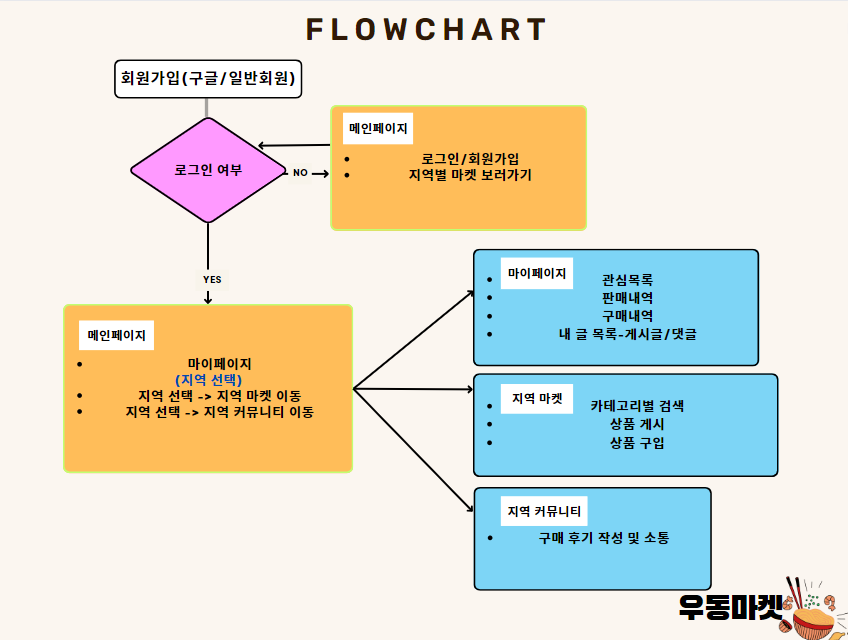 FLOWCHART
회원가입(구글/일반회원)
로그인 여부
NO
YES
메인페이지
로그인/회원가입
지역별 마켓 보러가기
메인페이지
마이페이지
(지역 선택)
지역 선택 -> 지역 마켓 이동
지역 선택 -> 지역 커뮤니티 이동
마이페이지
관심목록
판매내역
구매내역
내 글 목록-게시글/댓글
지역 마켓
카테고리별 검색
상품 게시
상품 구입
지역 커뮤니티
구매 후기 작성 및 소통
우동마켓